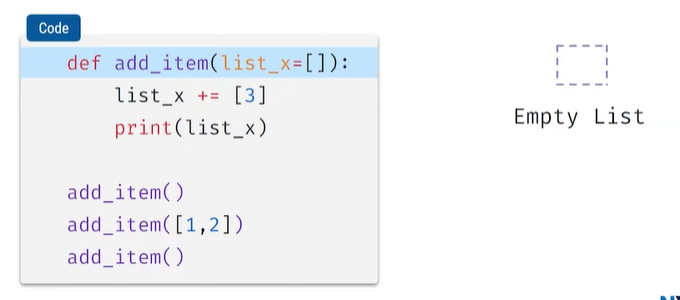 Code
def add_item(list_x=[]):
    list_x += [3]
    print(list_x)
add_item()
add_item([1,2])
add_item()
Empty List